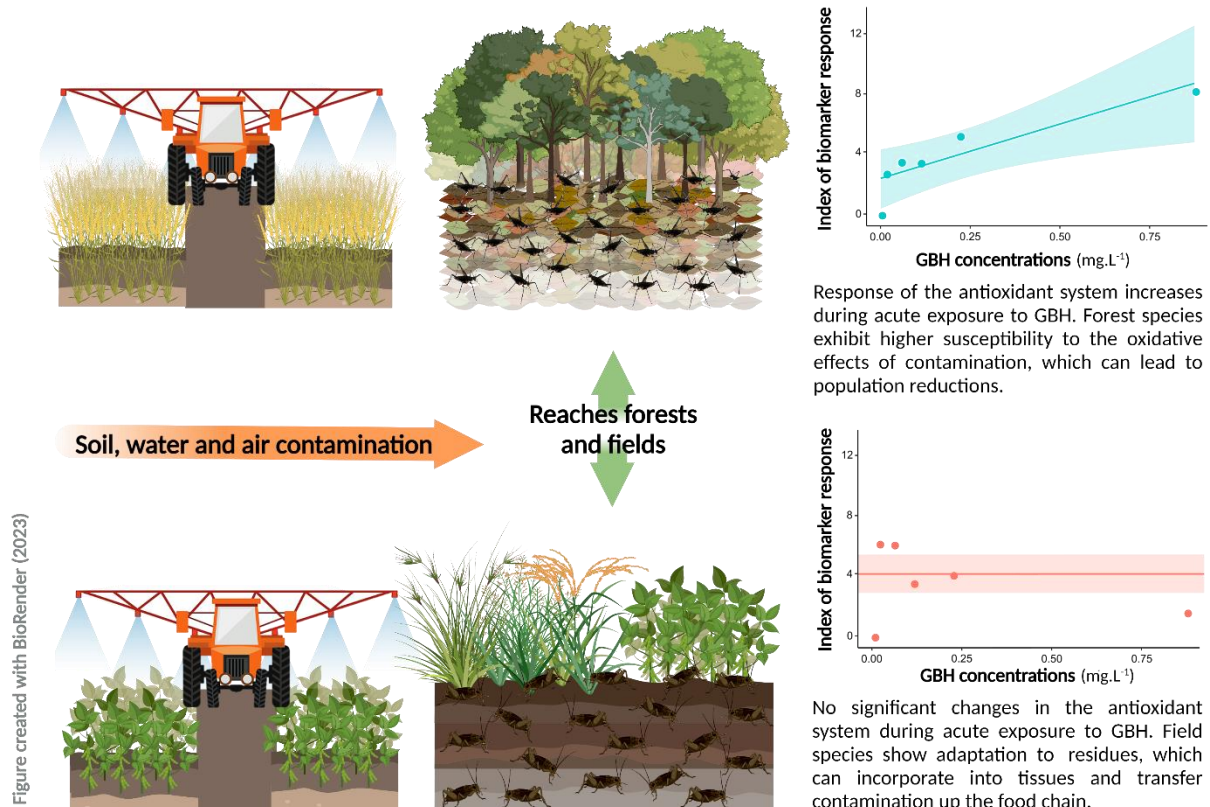 Index of biomarker response
12
8
4
0
0.00
0.25
0.50
0.75
GBH concentrations (mg.L⁻¹)
Response of the antioxidant system increases
during acute exposure to GBH. Forest species
exhibit higher susceptibility to the oxidative
effects of contamination, which can lead to
population reductions.
Soil, water and air contamination
Reaches forests
and fields
Index of biomarker response
12
8
4
0
0.00
0.25
0.50
0.75
GBH concentrations (mg.L⁻¹)
No significant changes in the antioxidant
system during acute exposure to GBH. Field
species show adaptation to residues, which
can incorporate into tissues and transfer
contamination up the food chain.
Figure created with BioRender (2023)